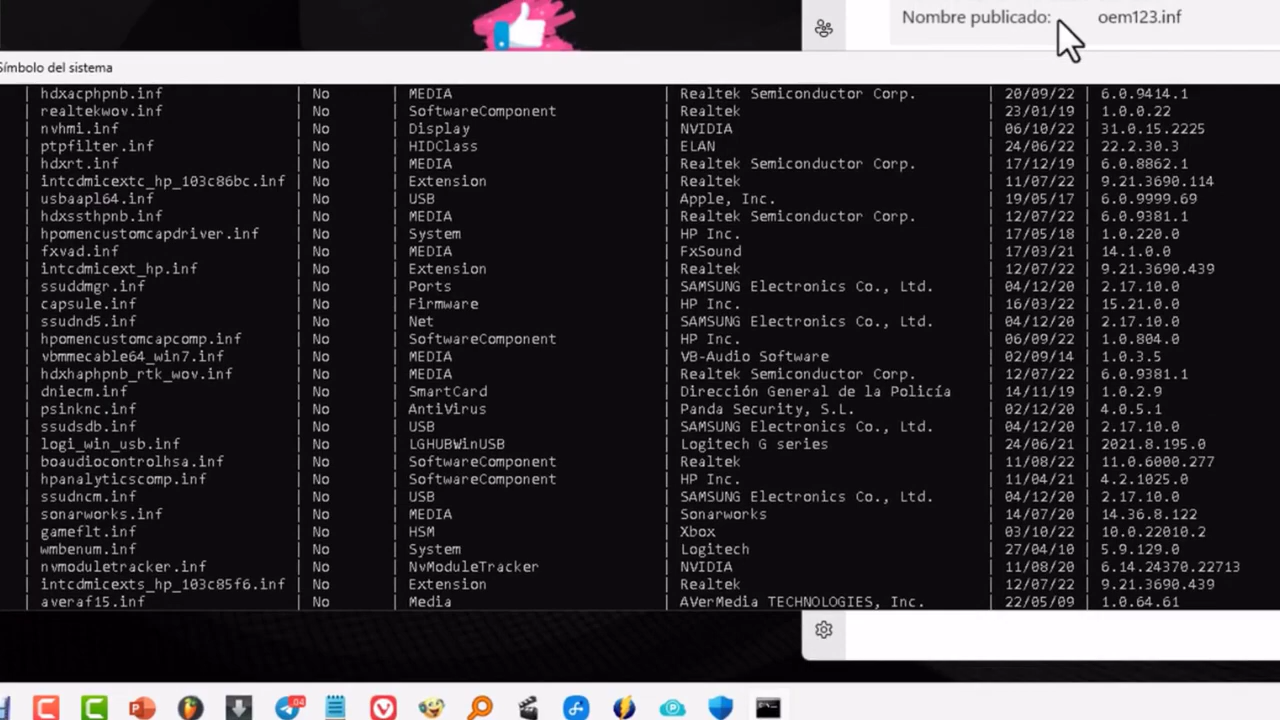 Nombre publicado: oem123.inf
Símbolo del sistema
| hdxacphpnb.inf | No | MEDIA | Realtek Semiconductor Corp. | 20/09/22 | 6.0.9414.1
| realtekwov.inf | No | SoftwareComponent | Realtek | 23/01/19 | 1.0.0.22
| nvhmi.inf | No | Display | NVIDIA | 06/10/22 | 31.0.15.2225
| ptpfilter.inf | No | HIDClass | ELAN | 24/06/22 | 22.2.30.3
| hdxrt.inf | No | MEDIA | Realtek Semiconductor Corp. | 17/12/19 | 6.0.8862.1
| intcdmicextc_hp_103c86bc.inf | No | Extension | Realtek | 11/07/22 | 9.21.3690.114
| usbaapl64.inf | No | USB | Apple, Inc. | 19/05/17 | 6.0.9999.69
| hdxssthpnb.inf | No | MEDIA | Realtek Semiconductor Corp. | 12/07/22 | 6.0.9381.1
| hpomencustomcapdriver.inf | No | System | HP Inc. | 17/05/18 | 1.0.220.0
| fxvad.inf | No | MEDIA | FxSound | 17/03/21 | 14.1.0.0
| intcdmicext_hp.inf | No | Extension | Realtek | 12/07/22 | 9.21.3690.439
| ssuddmgr.inf | No | Ports | SAMSUNG Electronics Co., Ltd. | 04/12/20 | 2.17.10.0
| capsule.inf | No | Firmware | HP Inc. | 16/03/22 | 15.21.0.0
| ssudnd5.inf | No | Net | SAMSUNG Electronics Co., Ltd. | 04/12/20 | 2.17.10.0
| hpomencustomcapcomp.inf | No | SoftwareComponent | HP Inc. | 06/09/22 | 1.0.804.0
| vbmmecable64_win7.inf | No | MEDIA | VB-Audio Software | 02/09/14 | 1.0.3.5
| hdxhaphpnb_rtk_wov.inf | No | MEDIA | Realtek Semiconductor Corp. | 12/07/22 | 6.0.9381.1
| dniecm.inf | No | SmartCard | Dirección General de la Policía | 14/11/19 | 1.0.2.9
| psinknc.inf | No | AntiVirus | Panda Security, S.L. | 02/12/20 | 4.0.5.1
| ssudsdb.inf | No | USB | SAMSUNG Electronics Co., Ltd. | 04/12/20 | 2.17.10.0
| logi_win_usb.inf | No | LGHUBWinUSB | Logitech G series | 24/06/21 | 2021.8.195.0
| boaudiocontrolhsa.inf | No | SoftwareComponent | Realtek | 11/08/22 | 11.0.6000.277
| hpanalyticscomp.inf | No | SoftwareComponent | HP Inc. | 11/04/21 | 4.2.1025.0
| ssudncm.inf | No | USB | SAMSUNG Electronics Co., Ltd. | 04/12/20 | 2.17.10.0
| sonarworks.inf | No | MEDIA | Sonarworks | 14/07/20 | 14.36.8.122
| gameflt.inf | No | HSM | Xbox | 03/10/22 | 10.0.22010.2
| wmbenum.inf | No | System | Logitech | 27/04/10 | 5.9.129.0
| nvmoduletracker.inf | No | NvModuleTracker | NVIDIA | 11/08/20 | 6.14.24370.22713
| intcdmicexts_hp_103c85f6.inf | No | Extension | Realtek | 12/07/22 | 9.21.3690.439
| averaf15.inf | No | Media | AVerMedia TECHNOLOGIES, Inc. | 22/05/09 | 1.0.64.61